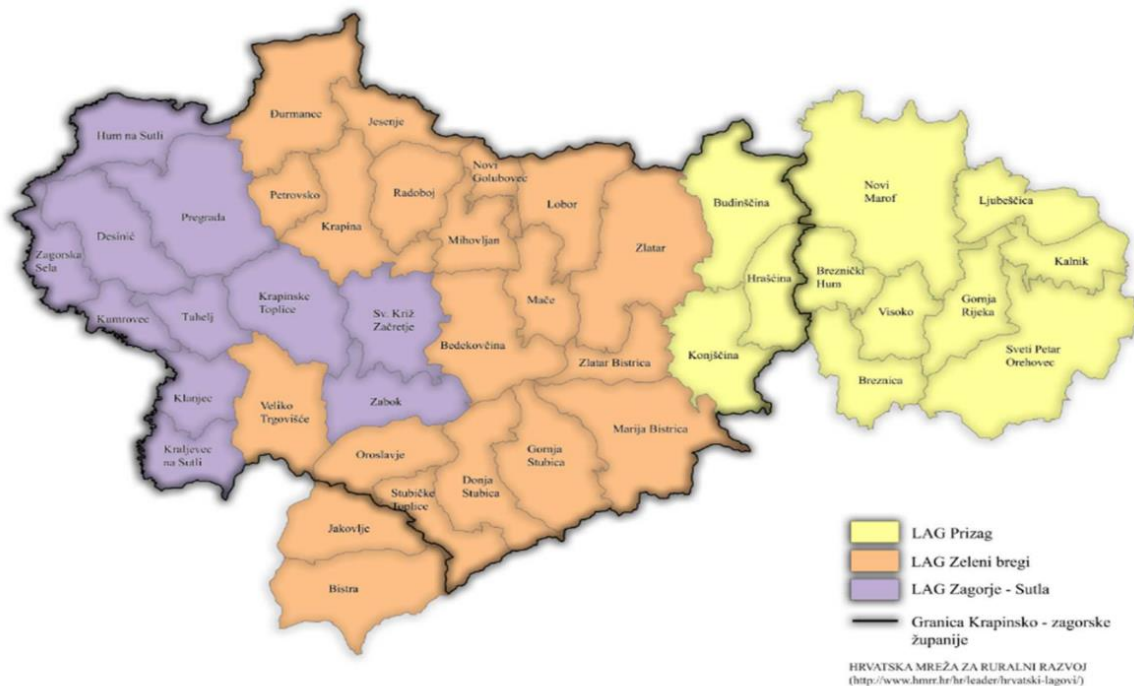 Đurmanec
Jesenje
Hum na Sutli
Novi
Golubovec
Petrovsko
Radoboj
Lobor
Pregrada
Krapina
Budinščina
Novi
Marof
Ljubeščica
Desinić
Mihovljan
Zlatar
Zagorska
Sela
Kalnik
Hrašćina
Breznički
Hum
Krapinske
Toplice
Mače
Gornja
Rijeka
Kumrovec
Tuhelj
Sv. Križ
Začretje
Visoko
Bedekovčina
Sveti Petar
Orehovec
Zlatar Bistrica
Konjščina
Breznica
Klanjec
Veliko
Trgovišće
Zabok
Marija Bistrica
Kraljevec
na Sutli
Oroslavje
Gornja
Stubica
Donja
Stubica
Stubičke
Toplice
Jakovlje
Bistra
LAG Prizag
LAG Zeleni bregi
LAG Zagorje - Sutla
Granica Krapinsko - zagorske
županije
HRVATSKA MREŽA ZA RURALNI RAZVOJ
(http://www.hmrr.hr/hr/leader/hrvatski-lagovi/)